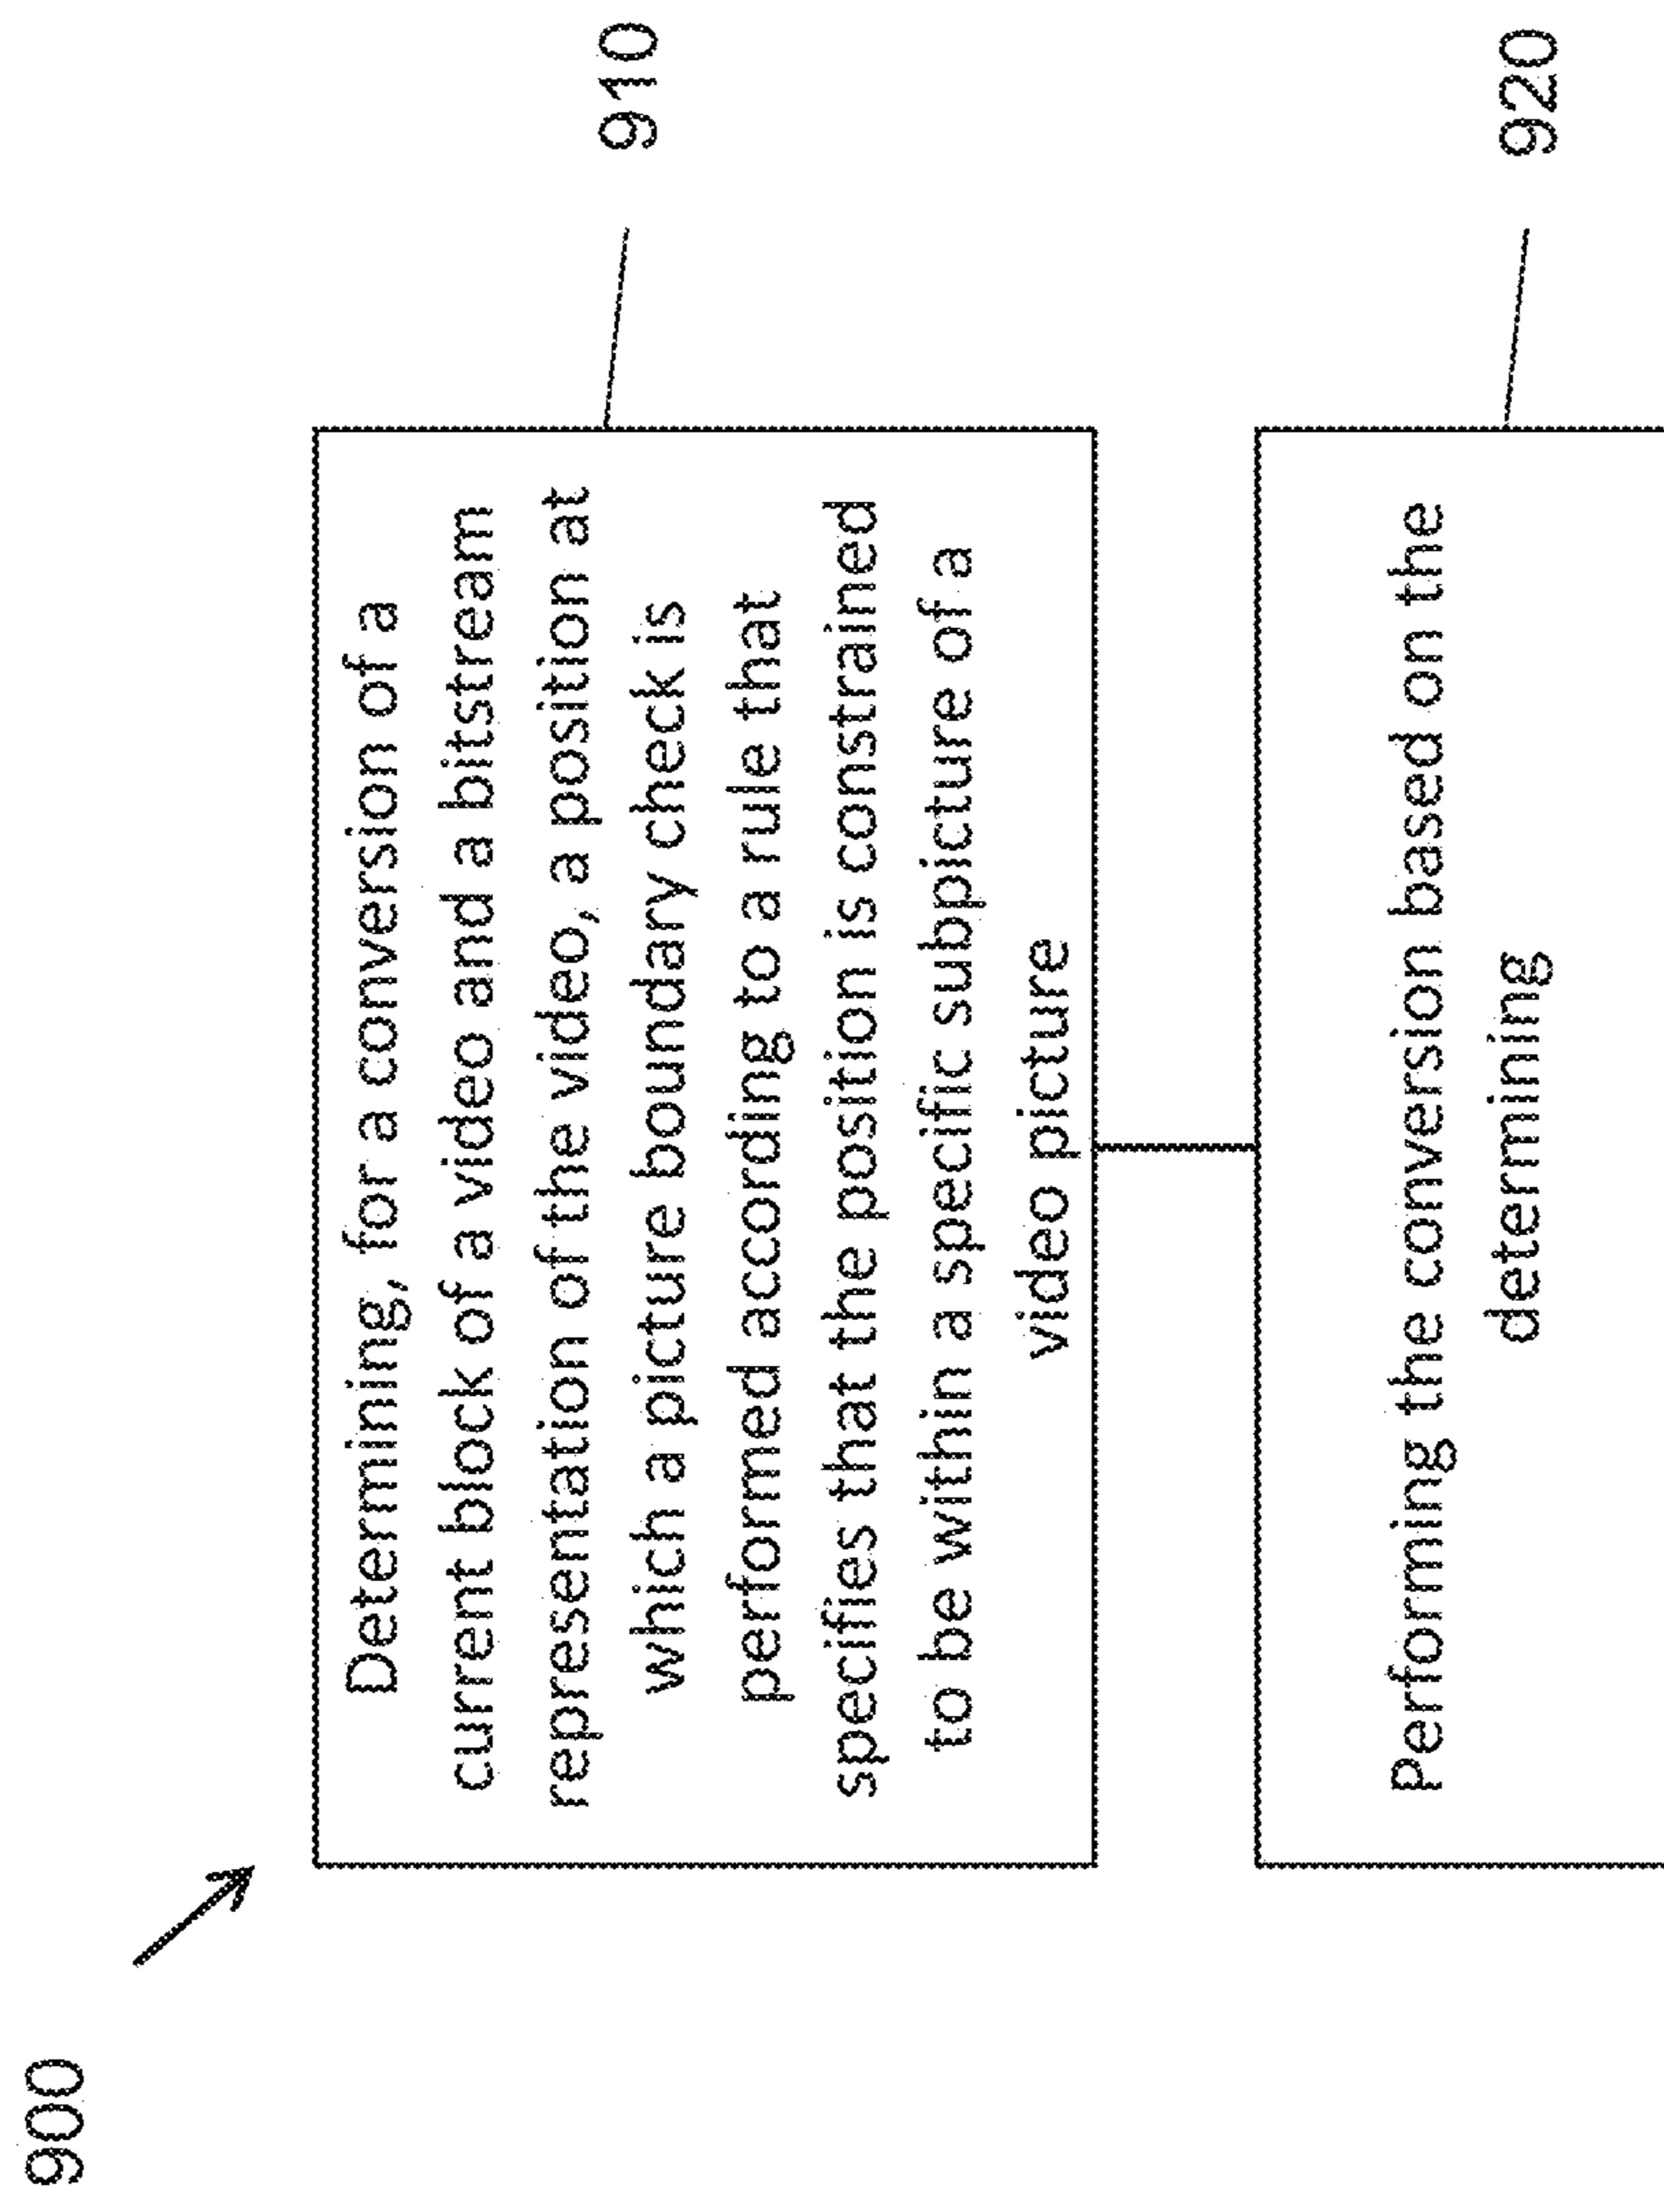 900
Determining, for a conversion of a
current block of a video and a bitstream
representation of the video, a position at
which a picture boundary check is
performed according to a rule that
specifies that the position is constrained
to be within a specific subpicture of a
video picture
910
Performing the conversion based on the
determining
920